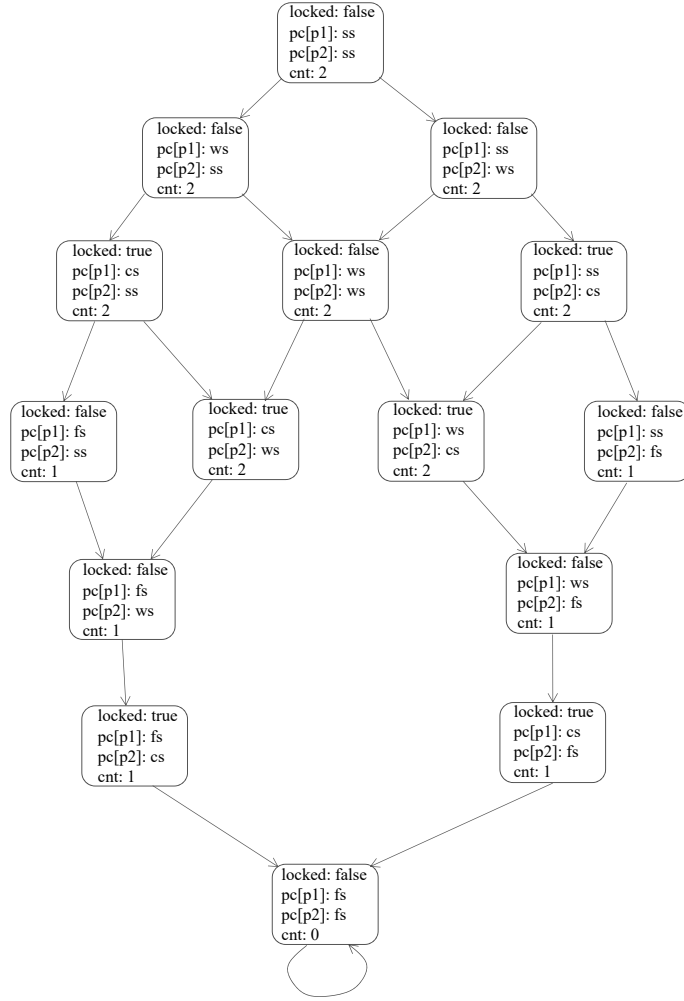 locked: false
pc[p1]: ss
pc[p2]: ss
cnt: 2
locked: false
pc[p1]: ws
pc[p2]: ss
cnt: 2
locked: false
pc[p1]: ss
pc[p2]: ws
cnt: 2
locked: true
pc[p1]: cs
pc[p2]: ss
cnt: 2
locked: false
pc[p1]: ws
pc[p2]: ws
cnt: 2
locked: true
pc[p1]: ss
pc[p2]: cs
cnt: 2
locked: false
pc[p1]: fs
pc[p2]: ss
cnt: 1
locked: true
pc[p1]: cs
pc[p2]: ws
cnt: 2
locked: true
pc[p1]: ws
pc[p2]: cs
cnt: 2
locked: false
pc[p1]: ss
pc[p2]: fs
cnt: 1
locked: false
pc[p1]: fs
pc[p2]: ws
cnt: 1
locked: false
pc[p1]: ws
pc[p2]: fs
cnt: 1
locked: true
pc[p1]: fs
pc[p2]: cs
cnt: 1
locked: true
pc[p1]: cs
pc[p2]: fs
cnt: 1
locked: false
pc[p1]: fs
pc[p2]: fs
cnt: 0